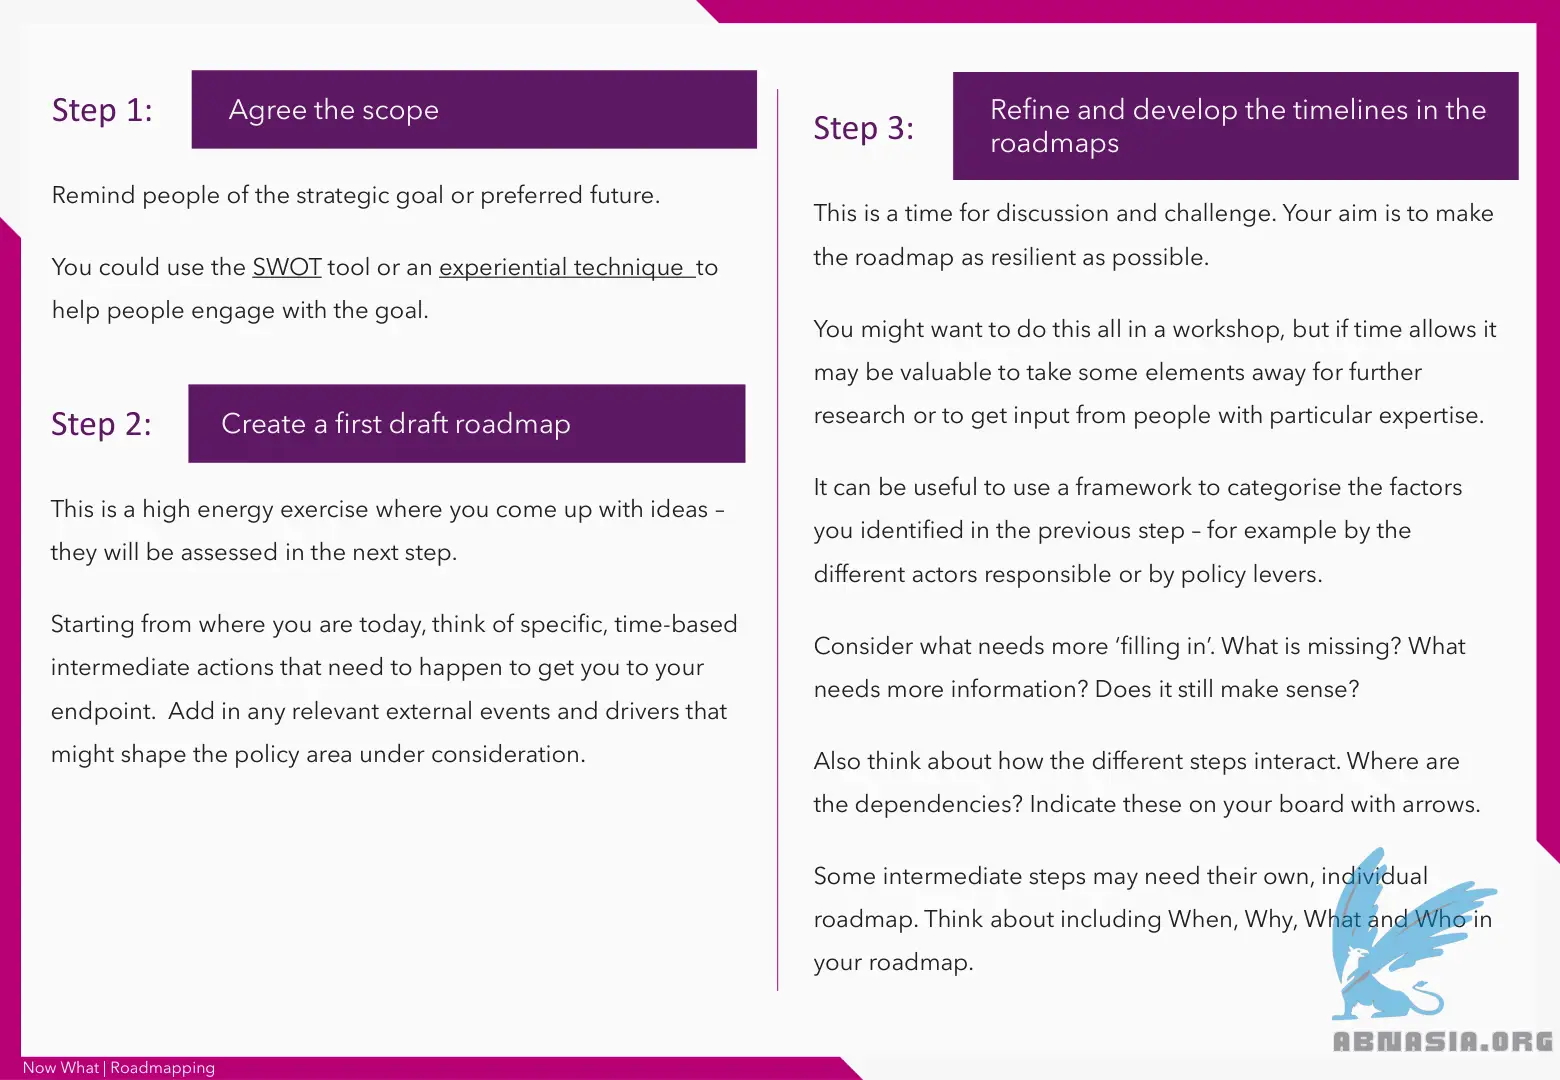 Step 1:
Agree the scope
Remind people of the strategic goal or preferred future.
You could use the SWOT tool or an experiential technique to
help people engage with the goal.
Step 2:
Create a first draft roadmap
This is a high energy exercise where you come up with ideas –
they will be assessed in the next step.
Starting from where you are today, think of specific, time-based
intermediate actions that need to happen to get you to your
endpoint.  Add in any relevant external events and drivers that
might shape the policy area under consideration.
Step 3:
Refine and develop the timelines in the
roadmaps
This is a time for discussion and challenge. Your aim is to make
the roadmap as resilient as possible.
You might want to do this all in a workshop, but if time allows it
may be valuable to take some elements away for further
research or to get input from people with particular expertise.
It can be useful to use a framework to categorise the factors
you identified in the previous step – for example by the
different actors responsible or by policy levers.
Consider what needs more ‘filling in’. What is missing? What
needs more information? Does it still make sense?
Also think about how the different steps interact. Where are
the dependencies? Indicate these on your board with arrows.
Some intermediate steps may need their own, individual
roadmap. Think about including When, Why, What and Who in
your roadmap.
ABNASIA.ORG
Now What | Roadmapping